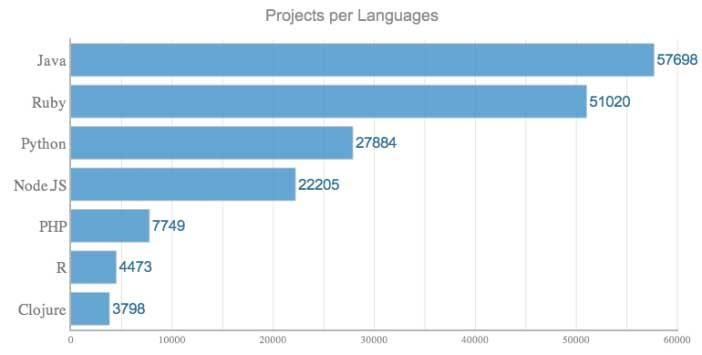 Projects per Languages
Java 57698
Ruby 51020
Python 27884
Node.JS 22205
PHP 7749
R 4473
Clojure 3798
0 10000 20000 30000 40000 50000 60000